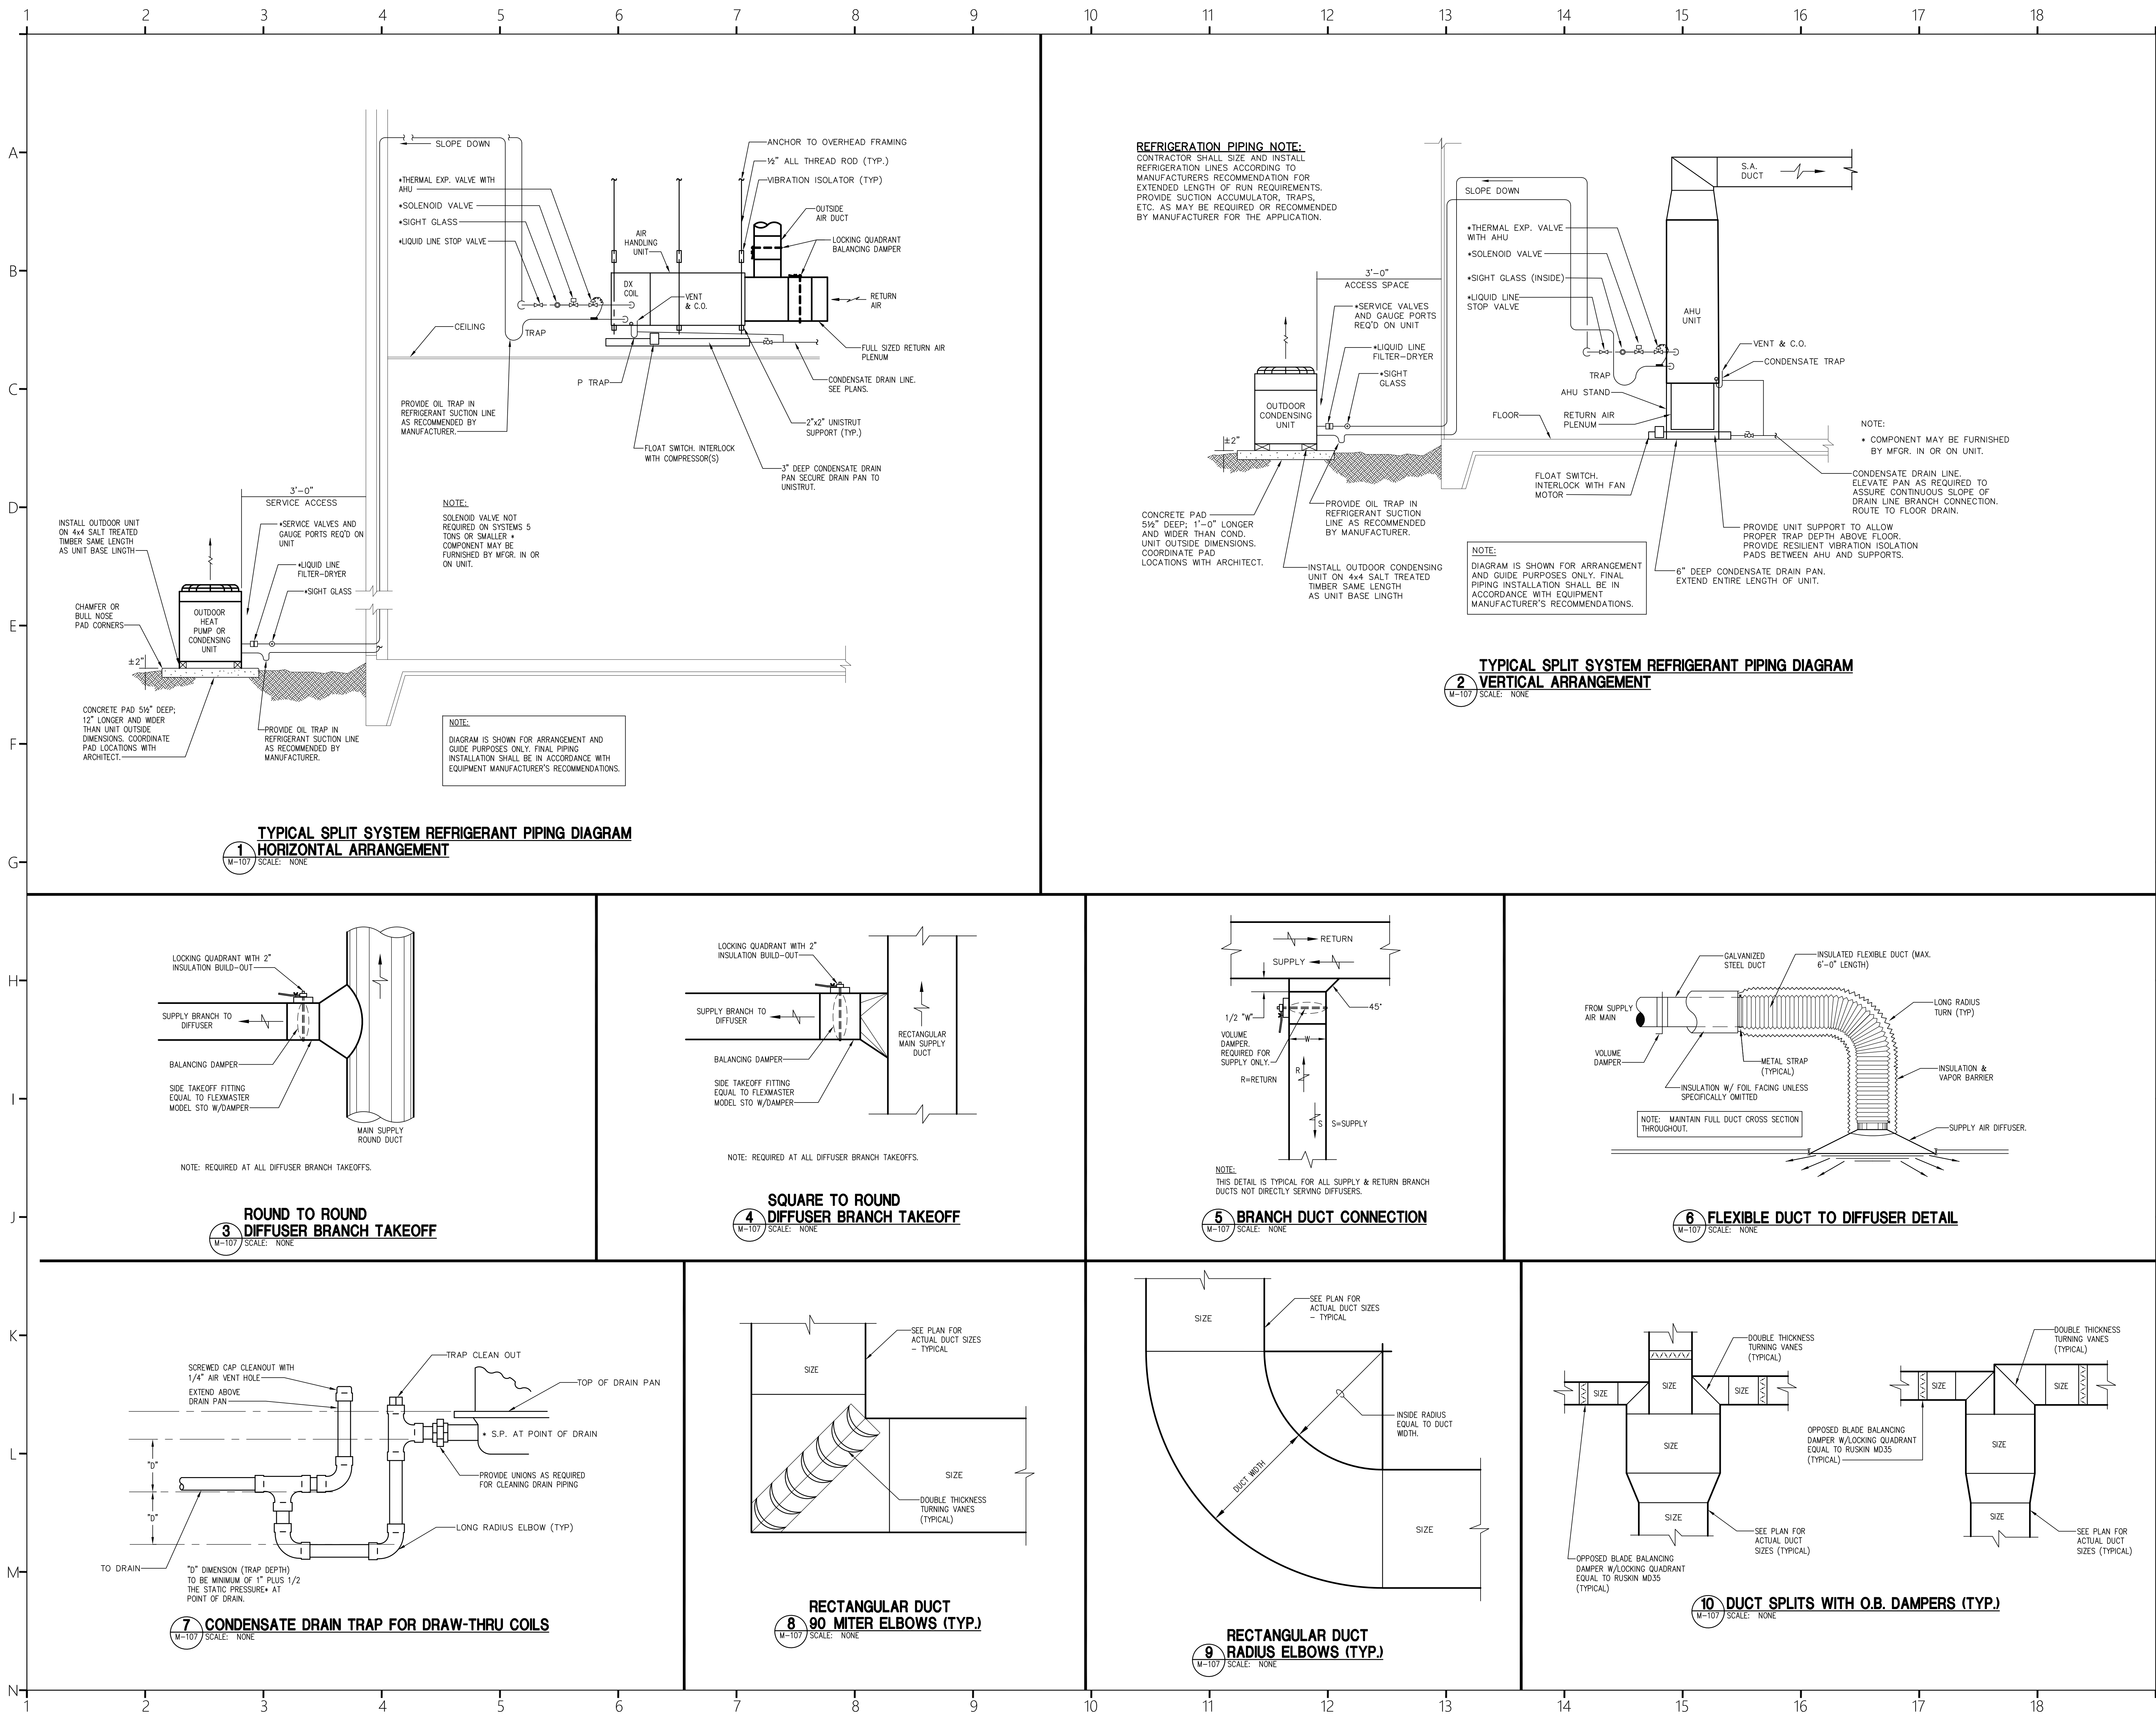 1 2 3 4 5 6 7 8 9 10 11 12 13 14 15 16 17 18
A
B
C
D
E
F
G
H
I
J
K
L
M
N
SLOPE DOWN
*THERMAL EXP. VALVE WITH
AHU
*SOLENOID VALVE
*SIGHT GLASS
*LIQUID LINE STOP VALVE
ANCHOR TO OVERHEAD FRAMING
½" ALL THREAD ROD (TYP.)
VIBRATION ISOLATOR (TYP)
OUTSIDE
AIR DUCT
LOCKING QUADRANT
BALANCING DAMPER
AIR
HANDLING
UNIT
DX
COIL
VENT
& C.O.
RETURN
AIR
CEILING
TRAP
FULL SIZED RETURN AIR
PLENUM
P TRAP
CONDENSATE DRAIN LINE.
SEE PLANS.
PROVIDE OIL TRAP IN
REFRIGERANT SUCTION LINE
AS RECOMMENDED BY
MANUFACTURER.
2"x2" UNISTRUT
SUPPORT (TYP.)
FLOAT SWITCH. INTERLOCK
WITH COMPRESSOR(S)
3" DEEP CONDENSATE DRAIN
PAN SECURE DRAIN PAN TO
UNISTRUT.
3'-0"
SERVICE ACCESS
INSTALL OUTDOOR UNIT
ON 4x4 SALT TREATED
TIMBER SAME LENGTH
AS UNIT BASE LINGTH
*SERVICE VALVES AND
GAUGE PORTS REQ'D ON
UNIT
*LIQUID LINE
FILTER-DRYER
*SIGHT GLASS
NOTE:
SOLENOID VALVE NOT
REQUIRED ON SYSTEMS 5
TONS OR SMALLER *
COMPONENT MAY BE
FURNISHED BY MFGR. IN OR
ON UNIT.
CHAMFER OR
BULL NOSE
PAD CORNERS
OUTDOOR
HEAT
PUMP OR
CONDENSING
UNIT
±2"
CONCRETE PAD 5½" DEEP;
12" LONGER AND WIDER
THAN UNIT OUTSIDE
DIMENSIONS. COORDINATE
PAD LOCATIONS WITH
ARCHITECT.
PROVIDE OIL TRAP IN
REFRIGERANT SUCTION LINE
AS RECOMMENDED BY
MANUFACTURER.
NOTE:
DIAGRAM IS SHOWN FOR ARRANGEMENT AND
GUIDE PURPOSES ONLY. FINAL PIPING
INSTALLATION SHALL BE IN ACCORDANCE WITH
EQUIPMENT MANUFACTURER'S RECOMMENDATIONS.
1
M-107
TYPICAL SPLIT SYSTEM REFRIGERANT PIPING DIAGRAM
HORIZONTAL ARRANGEMENT
SCALE: NONE
REFRIGERATION PIPING NOTE:
CONTRACTOR SHALL SIZE AND INSTALL
REFRIGERATION LINES ACCORDING TO
MANUFACTURERS RECOMMENDATION FOR
EXTENDED LENGTH OF RUN REQUIREMENTS.
PROVIDE SUCTION ACCUMULATOR, TRAPS,
ETC. AS MAY BE REQUIRED OR RECOMMENDED
BY MANUFACTURER FOR THE APPLICATION.
SLOPE DOWN
S.A.
DUCT
*THERMAL EXP. VALVE
WITH AHU
*SOLENOID VALVE
*SIGHT GLASS (INSIDE)
*LIQUID LINE
STOP VALVE
3'-0"
ACCESS SPACE
*SERVICE VALVES
AND GAUGE PORTS
REQ'D ON UNIT
*LIQUID LINE
FILTER-DRYER
*SIGHT
GLASS
AHU
UNIT
VENT & C.O.
CONDENSATE TRAP
TRAP
AHU STAND
OUTDOOR
CONDENSING
UNIT
FLOOR
RETURN AIR
PLENUM
±2"
NOTE:
* COMPONENT MAY BE FURNISHED
BY MFGR. IN OR ON UNIT.
FLOAT SWITCH.
INTERLOCK WITH FAN
MOTOR
CONDENSATE DRAIN LINE.
ELEVATE PAN AS REQUIRED TO
ASSURE CONTINUOUS SLOPE OF
DRAIN LINE BRANCH CONNECTION.
ROUTE TO FLOOR DRAIN.
CONCRETE PAD
5½" DEEP; 1'-0" LONGER
AND WIDER THAN COND.
UNIT OUTSIDE DIMENSIONS.
COORDINATE PAD
LOCATIONS WITH ARCHITECT.
PROVIDE OIL TRAP IN
REFRIGERANT SUCTION
LINE AS RECOMMENDED
BY MANUFACTURER.
PROVIDE UNIT SUPPORT TO ALLOW
PROPER TRAP DEPTH ABOVE FLOOR.
PROVIDE RESILIENT VIBRATION ISOLATION
PADS BETWEEN AHU AND SUPPORTS.
INSTALL OUTDOOR CONDENSING
UNIT ON 4x4 SALT TREATED
TIMBER SAME LENGTH
AS UNIT BASE LINGTH
NOTE:
DIAGRAM IS SHOWN FOR ARRANGEMENT
AND GUIDE PURPOSES ONLY. FINAL
PIPING INSTALLATION SHALL BE IN
ACCORDANCE WITH EQUIPMENT
MANUFACTURER'S RECOMMENDATIONS.
6" DEEP CONDENSATE DRAIN PAN.
EXTEND ENTIRE LENGTH OF UNIT.
2
M-107
TYPICAL SPLIT SYSTEM REFRIGERANT PIPING DIAGRAM
VERTICAL ARRANGEMENT
SCALE: NONE
LOCKING QUADRANT WITH 2"
INSULATION BUILD-OUT
SUPPLY BRANCH TO
DIFFUSER
BALANCING DAMPER
SIDE TAKEOFF FITTING
EQUAL TO FLEXMASTER
MODEL STO W/DAMPER
MAIN SUPPLY
ROUND DUCT
NOTE: REQUIRED AT ALL DIFFUSER BRANCH TAKEOFFS.
3
M-107
ROUND TO ROUND
DIFFUSER BRANCH TAKEOFF
SCALE: NONE
LOCKING QUADRANT WITH 2"
INSULATION BUILD-OUT
SUPPLY BRANCH TO
DIFFUSER
RECTANGULAR
MAIN SUPPLY
DUCT
BALANCING DAMPER
SIDE TAKEOFF FITTING
EQUAL TO FLEXMASTER
MODEL STO W/DAMPER
NOTE: REQUIRED AT ALL DIFFUSER BRANCH TAKEOFFS.
4
M-107
SQUARE TO ROUND
DIFFUSER BRANCH TAKEOFF
SCALE: NONE
RETURN
SUPPLY
45°
1/2 "W"
VOLUME
DAMPER.
REQUIRED FOR
SUPPLY ONLY.
W
R=RETURN
R
S
S=SUPPLY
NOTE:
THIS DETAIL IS TYPICAL FOR ALL SUPPLY & RETURN BRANCH
DUCTS NOT DIRECTLY SERVING DIFFUSERS.
5
M-107
BRANCH DUCT CONNECTION
SCALE: NONE
GALVANIZED
STEEL DUCT
INSULATED FLEXIBLE DUCT (MAX.
6'-0" LENGTH)
FROM SUPPLY
AIR MAIN
LONG RADIUS
TURN (TYP)
VOLUME
DAMPER
METAL STRAP
(TYPICAL)
INSULATION &
VAPOR BARRIER
INSULATION W/ FOIL FACING UNLESS
SPECIFICALLY OMITTED
NOTE: MAINTAIN FULL DUCT CROSS SECTION
THROUGHOUT.
SUPPLY AIR DIFFUSER.
6
M-107
FLEXIBLE DUCT TO DIFFUSER DETAIL
SCALE: NONE
TRAP CLEAN OUT
SCREWED CAP CLEANOUT WITH
1/4" AIR VENT HOLE
EXTEND ABOVE
DRAIN PAN
TOP OF DRAIN PAN
* S.P. AT POINT OF DRAIN
"D"
PROVIDE UNIONS AS REQUIRED
FOR CLEANING DRAIN PIPING
"D"
LONG RADIUS ELBOW (TYP)
TO DRAIN
"D" DIMENSION (TRAP DEPTH)
TO BE MINIMUM OF 1" PLUS 1/2
THE STATIC PRESSURE* AT
POINT OF DRAIN.
7
M-107
CONDENSATE DRAIN TRAP FOR DRAW-THRU COILS
SCALE: NONE
SEE PLAN FOR
ACTUAL DUCT SIZES
- TYPICAL
SIZE
SIZE
DOUBLE THICKNESS
TURNING VANES
(TYPICAL)
8
M-107
RECTANGULAR DUCT
90 MITER ELBOWS (TYP.)
SCALE: NONE
SIZE
SEE PLAN FOR
ACTUAL DUCT SIZES
- TYPICAL
INSIDE RADIUS
EQUAL TO DUCT
WIDTH.
DUCT WIDTH
SIZE
9
M-107
RECTANGULAR DUCT
RADIUS ELBOWS (TYP.)
SCALE: NONE
DOUBLE THICKNESS
TURNING VANES
(TYPICAL)
SIZE
SIZE
SIZE
SIZE
SIZE
SEE PLAN FOR
ACTUAL DUCT
SIZES (TYPICAL)
OPPOSED BLADE BALANCING
DAMPER W/LOCKING QUADRANT
EQUAL TO RUSKIN MD35
(TYPICAL)
DOUBLE THICKNESS
TURNING VANES
(TYPICAL)
SIZE
SIZE
OPPOSED BLADE BALANCING
DAMPER W/LOCKING QUADRANT
EQUAL TO RUSKIN MD35
(TYPICAL)
SIZE
SIZE
SEE PLAN FOR
ACTUAL DUCT
SIZES (TYPICAL)
10
M-107
DUCT SPLITS WITH O.B. DAMPERS (TYP.)
SCALE: NONE
1 2 3 4 5 6 7 8 9 10 11 12 13 14 15 16 17 18